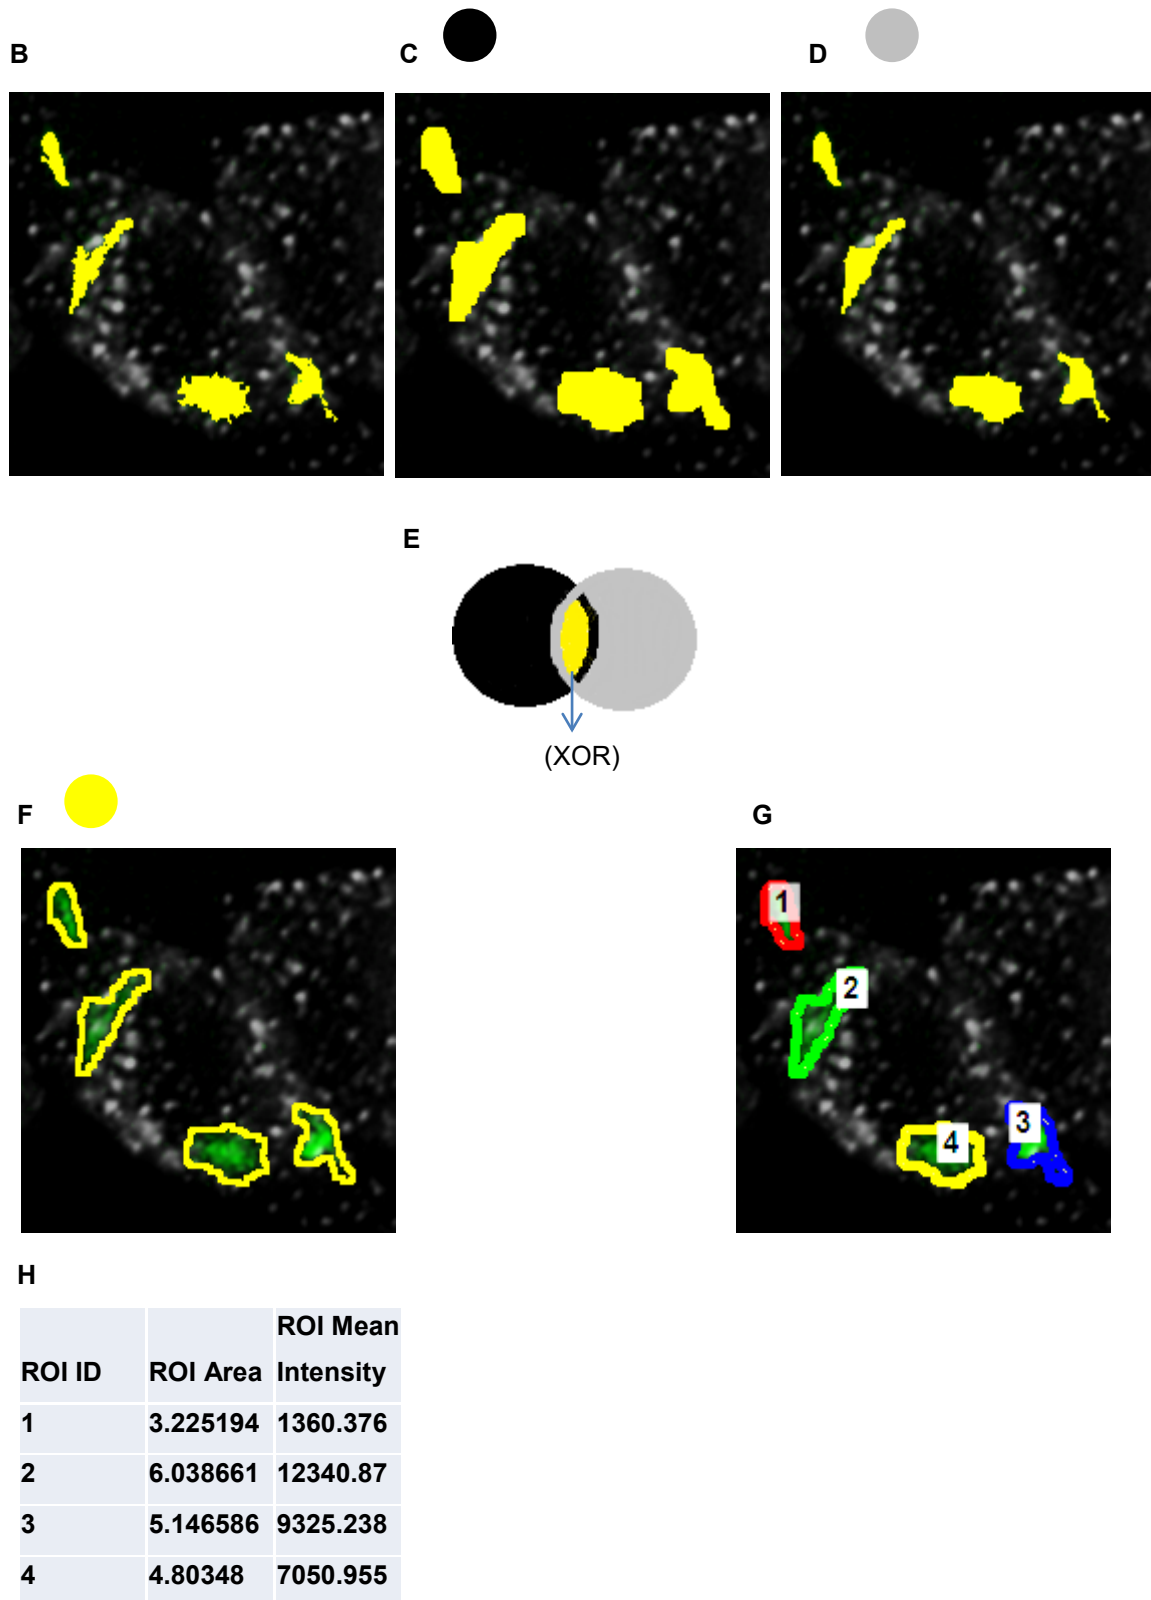 B
C
D
E
(XOR)
F
G
1
2
3
4
H
ROI ID ROI Area ROI Mean Intensity
1 3.225194 1360.376
2 6.038661 12340.87
3 5.146586 9325.238
4 4.80348 7050.955